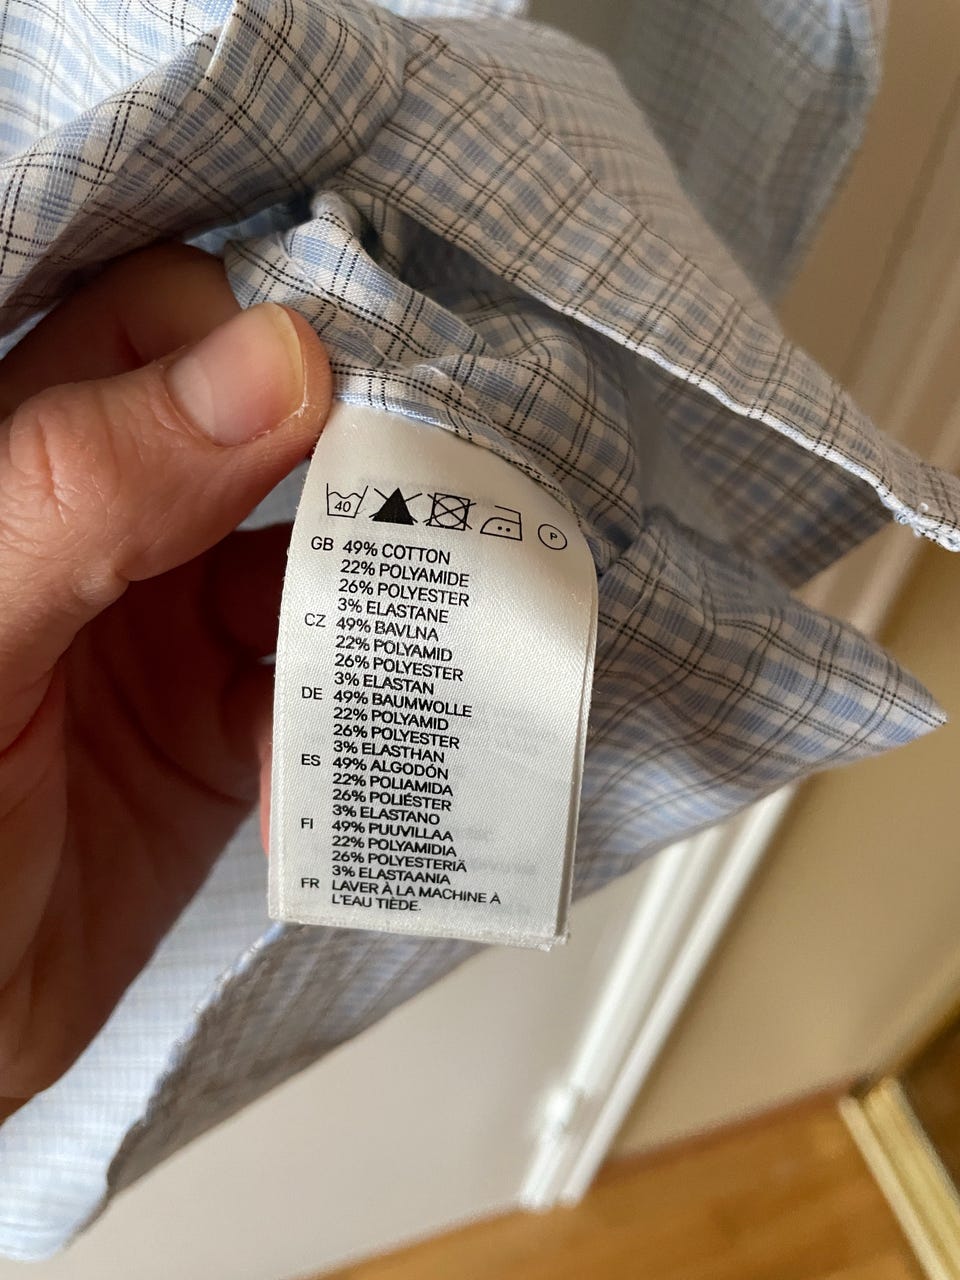 40 P
GB 49% COTTON
22% POLYAMIDE
26% POLYESTER
3% ELASTANE
CZ 49% BAVLNA
22% POLYAMID
26% POLYESTER
3% ELASTAN
DE 49% BAUMWOLLE
22% POLYAMID
26% POLYESTER
3% ELASTHAN
ES 49% ALGODÓN
22% POLIAMIDA
26% POLIÉSTER
3% ELASTANO
FI 49% PUUVILLAA
22% POLYAMIDIA
26% POLYESTERIÄ
3% ELASTAANIA
FR LAVER À LA MACHINE À
L'EAU TIÈDE.